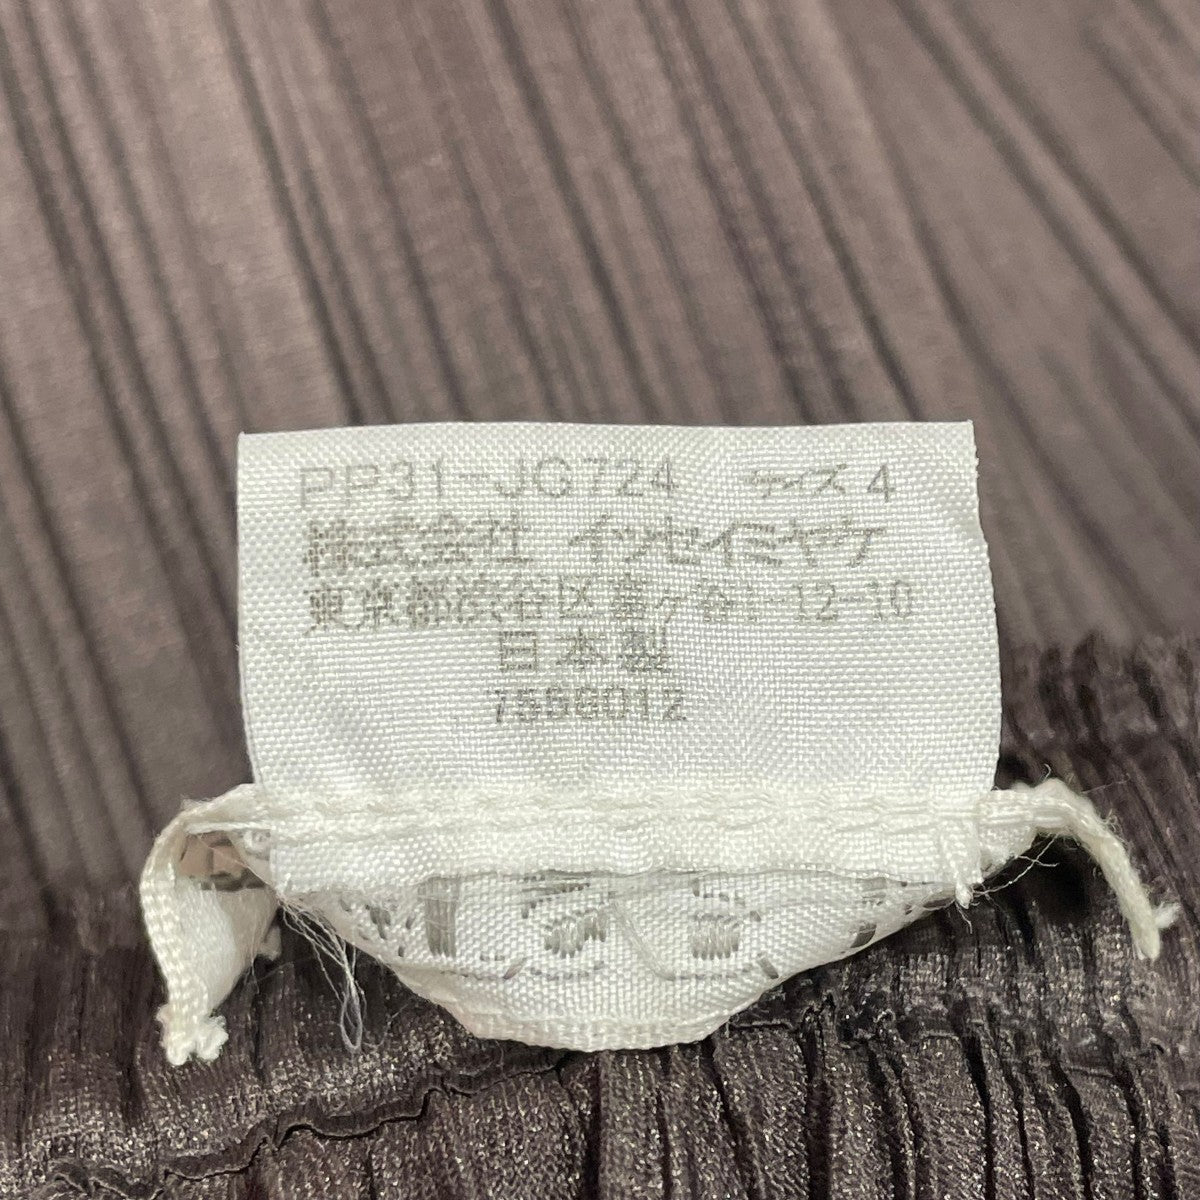 PP31-JG724 サイズ 4
株式会社 イッセイミヤケ
東京都渋谷区富ヶ谷1-12-10
日本製
7566012